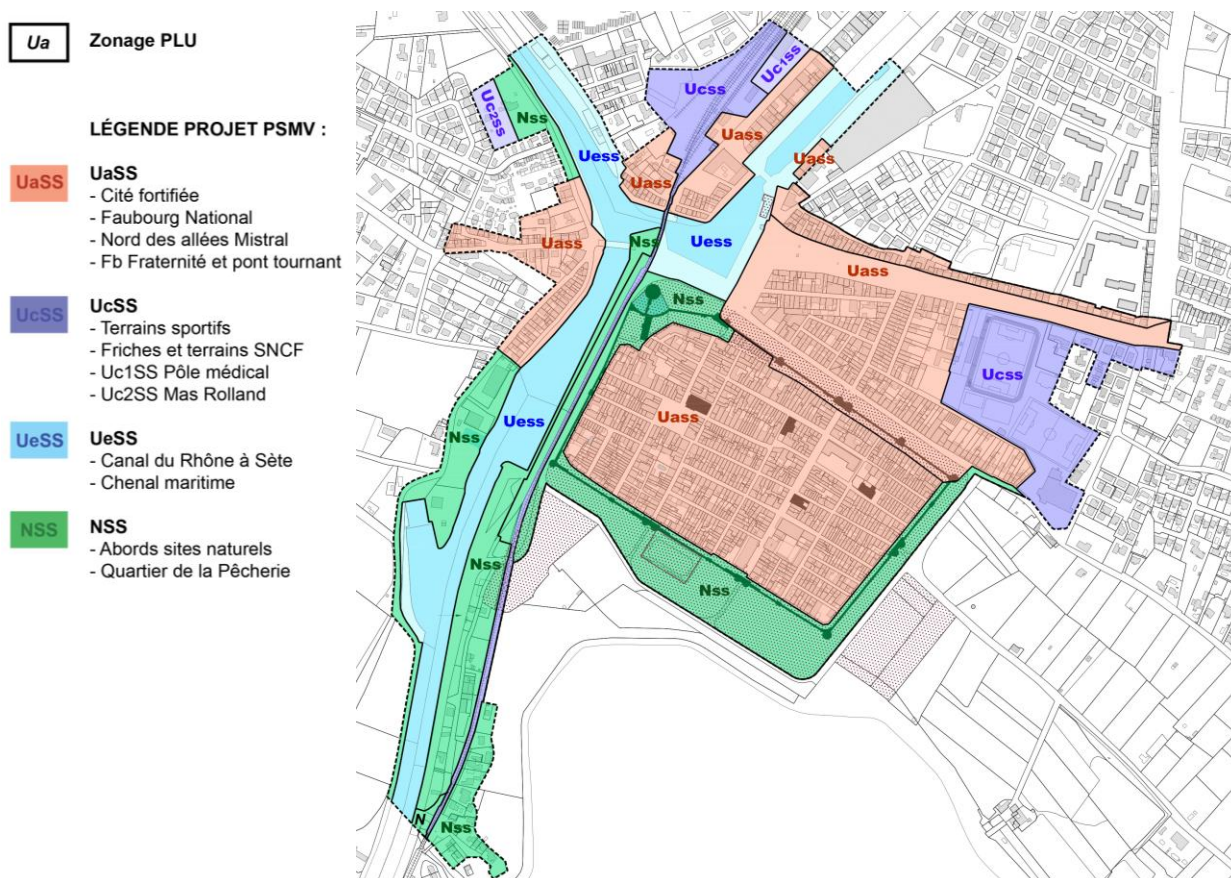 Ua
Zonage PLU
LÉGENDE PROJET PSMV :
UaSS
UaSS
- Cité fortifiée
- Faubourg National
- Nord des allées Mistral
- Fb Fraternité et pont tournant
UcSS
UcSS
- Terrains sportifs
- Friches et terrains SNCF
- Uc1SS Pôle médical
- Uc2SS Mas Rolland
UeSS
UeSS
- Canal du Rhône à Sète
- Chenal maritime
NSS
NSS
- Abords sites naturels
- Quartier de la Pêcherie
Uc1ss
Ucss
Uc2ss
Nss
Uass
Uess
Uass
Uass
Uass
Nss
Uess
Uass
Nss
Ucss
Uass
Uess
Nss
Nss
Nss
N
Nss